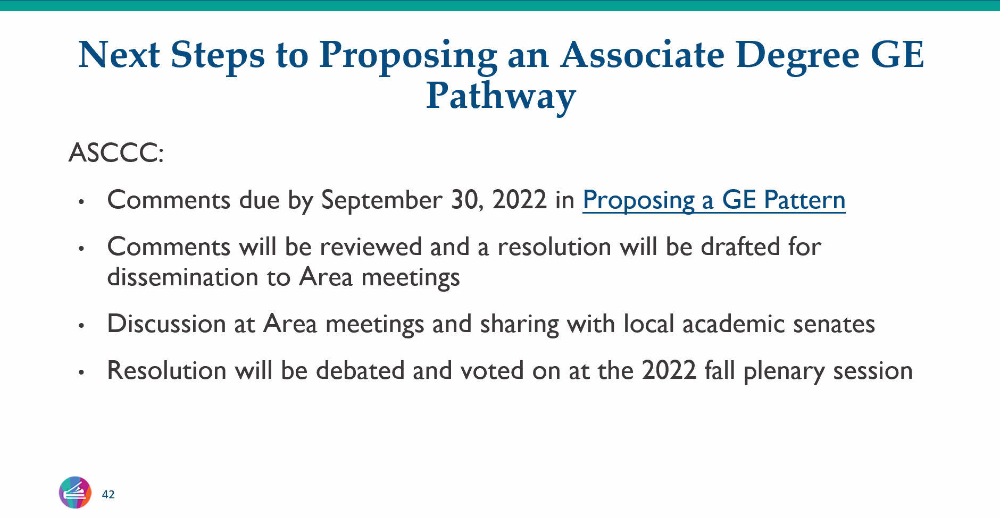 Next Steps to Proposing an Associate Degree GE
Pathway
ASCCC:
• Comments due by September 30, 2022 in Proposing a GE Pattern
• Comments will be reviewed and a resolution will be drafted for
dissemination to Area meetings
• Discussion at Area meetings and sharing with local academic senates
• Resolution will be debated and voted on at the 2022 fall plenary session
42